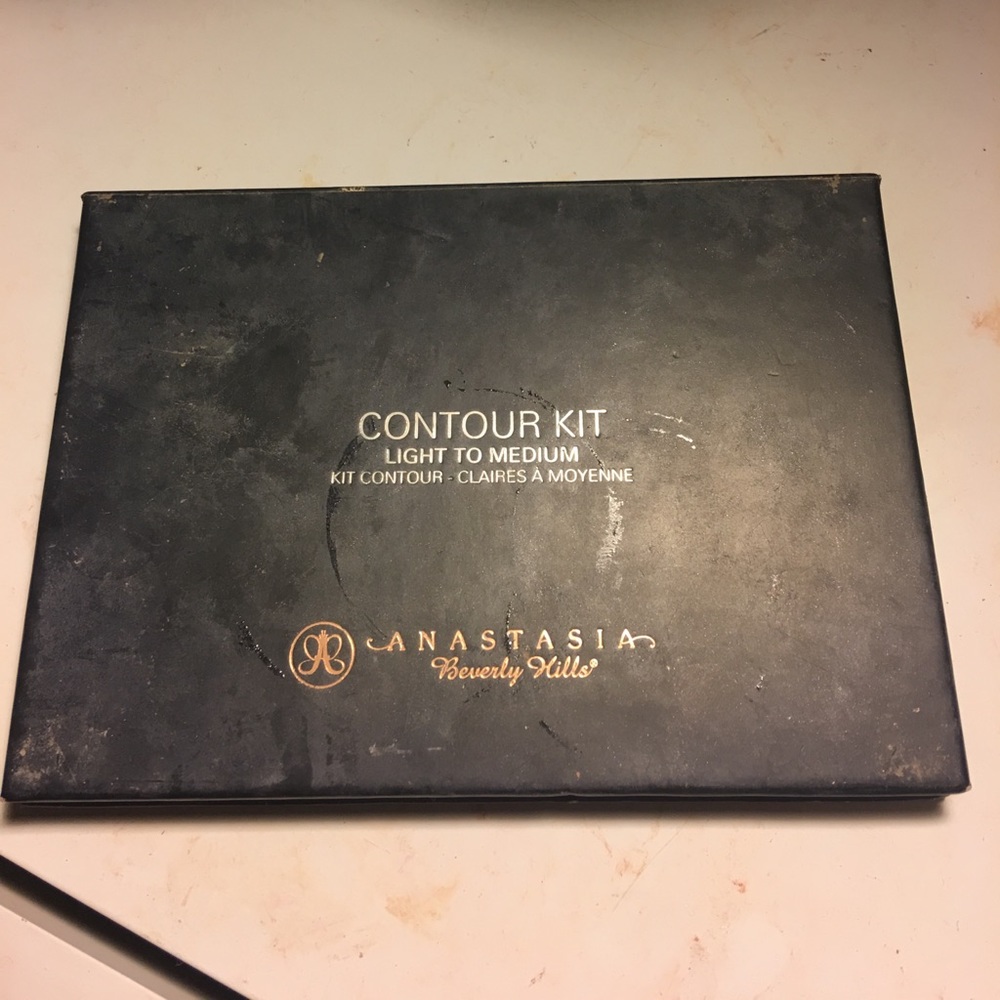 CONTOUR KIT
LIGHT TO MEDIUM
KIT CONTOUR - CLAIRES À MOYENNE
ANASTASIA
Beverly Hills®